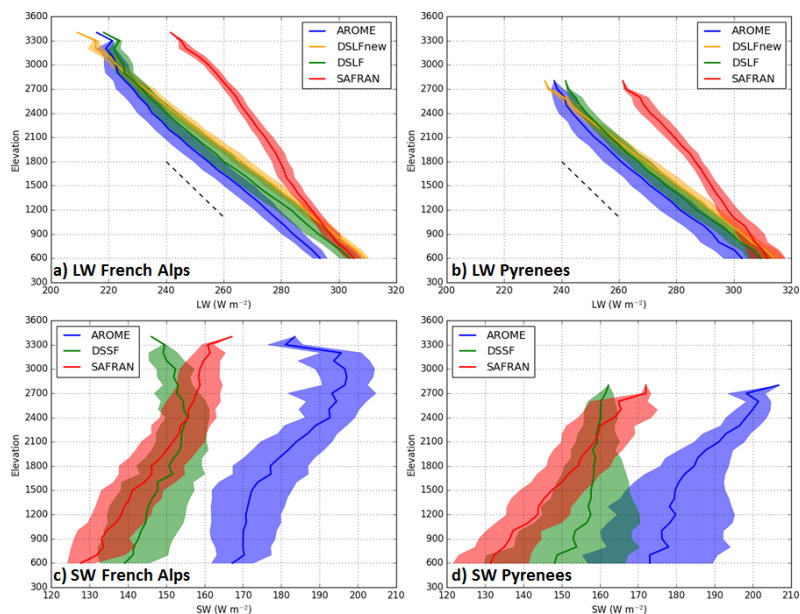 3600
3300
3000
2700
2400
2100
1800
1500
1200
900
600
300
Elevation
AROME
DSLFnew
DSLF
SAFRAN
a) LW French Alps
200 220 240 260 280 300 320
LW (W m⁻²)
3600
3300
3000
2700
2400
2100
1800
1500
1200
900
600
300
Elevation
AROME
DSLFnew
DSLF
SAFRAN
b) LW Pyrenees
200 220 240 260 280 300 320
LW (W m⁻²)
3600
3300
3000
2700
2400
2100
1800
1500
1200
900
600
300
Elevation
AROME
DSSF
SAFRAN
c) SW French Alps
120 130 140 150 160 170 180 190 200 210
SW (W m⁻²)
3600
3300
3000
2700
2400
2100
1800
1500
1200
900
600
300
Elevation
AROME
DSSF
SAFRAN
d) SW Pyrenees
120 130 140 150 160 170 180 190 200 210
SW (W m⁻²)